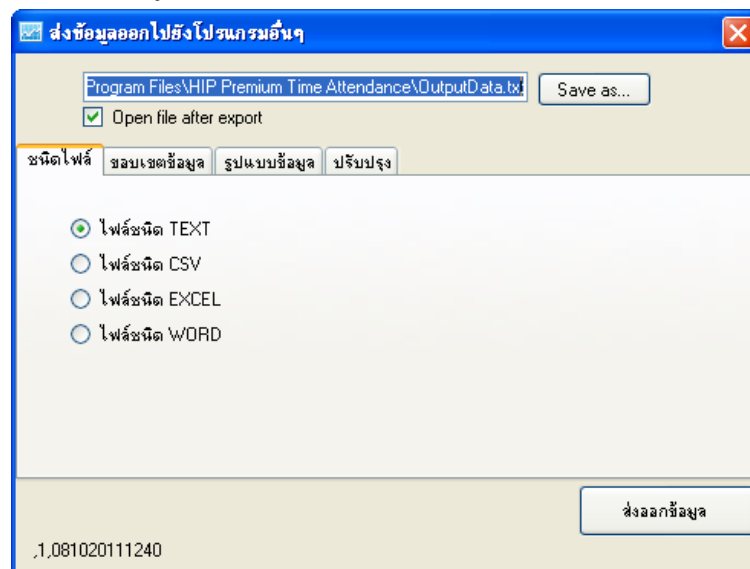 ส่งข้อมูลออกไปยังโปรแกรมอื่นๆ
Program Files\HIP Premium Time Attendance\OutputData.txt Save as...
Open file after export
ชนิดไฟล์ ขอบเขตข้อมูล รูปแบบข้อมูล ปรับปรุง
ไฟล์ชนิด TEXT
ไฟล์ชนิด CSV
ไฟล์ชนิด EXCEL
ไฟล์ชนิด WORD
ส่งออกข้อมูล
,1,081020111240